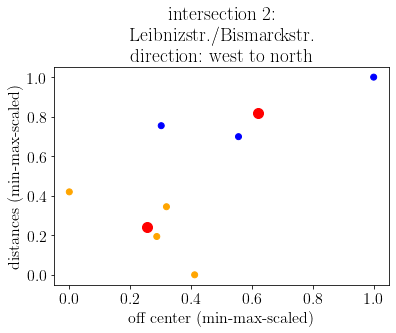 intersection 2:
Leibnizstr./Bismarckstr.
direction: west to north
distances (min-max-scaled)
1.0
0.8
0.6
0.4
0.2
0.0
0.0 0.2 0.4 0.6 0.8 1.0
off center (min-max-scaled)